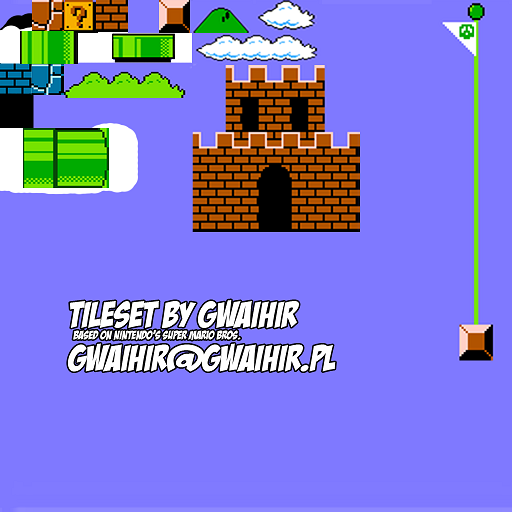 ?
TILESET BY GWAIHIR
BASED ON NINTENDO'S SUPER MARIO BROS.
GWAIHIR@GWAIHIR.PL